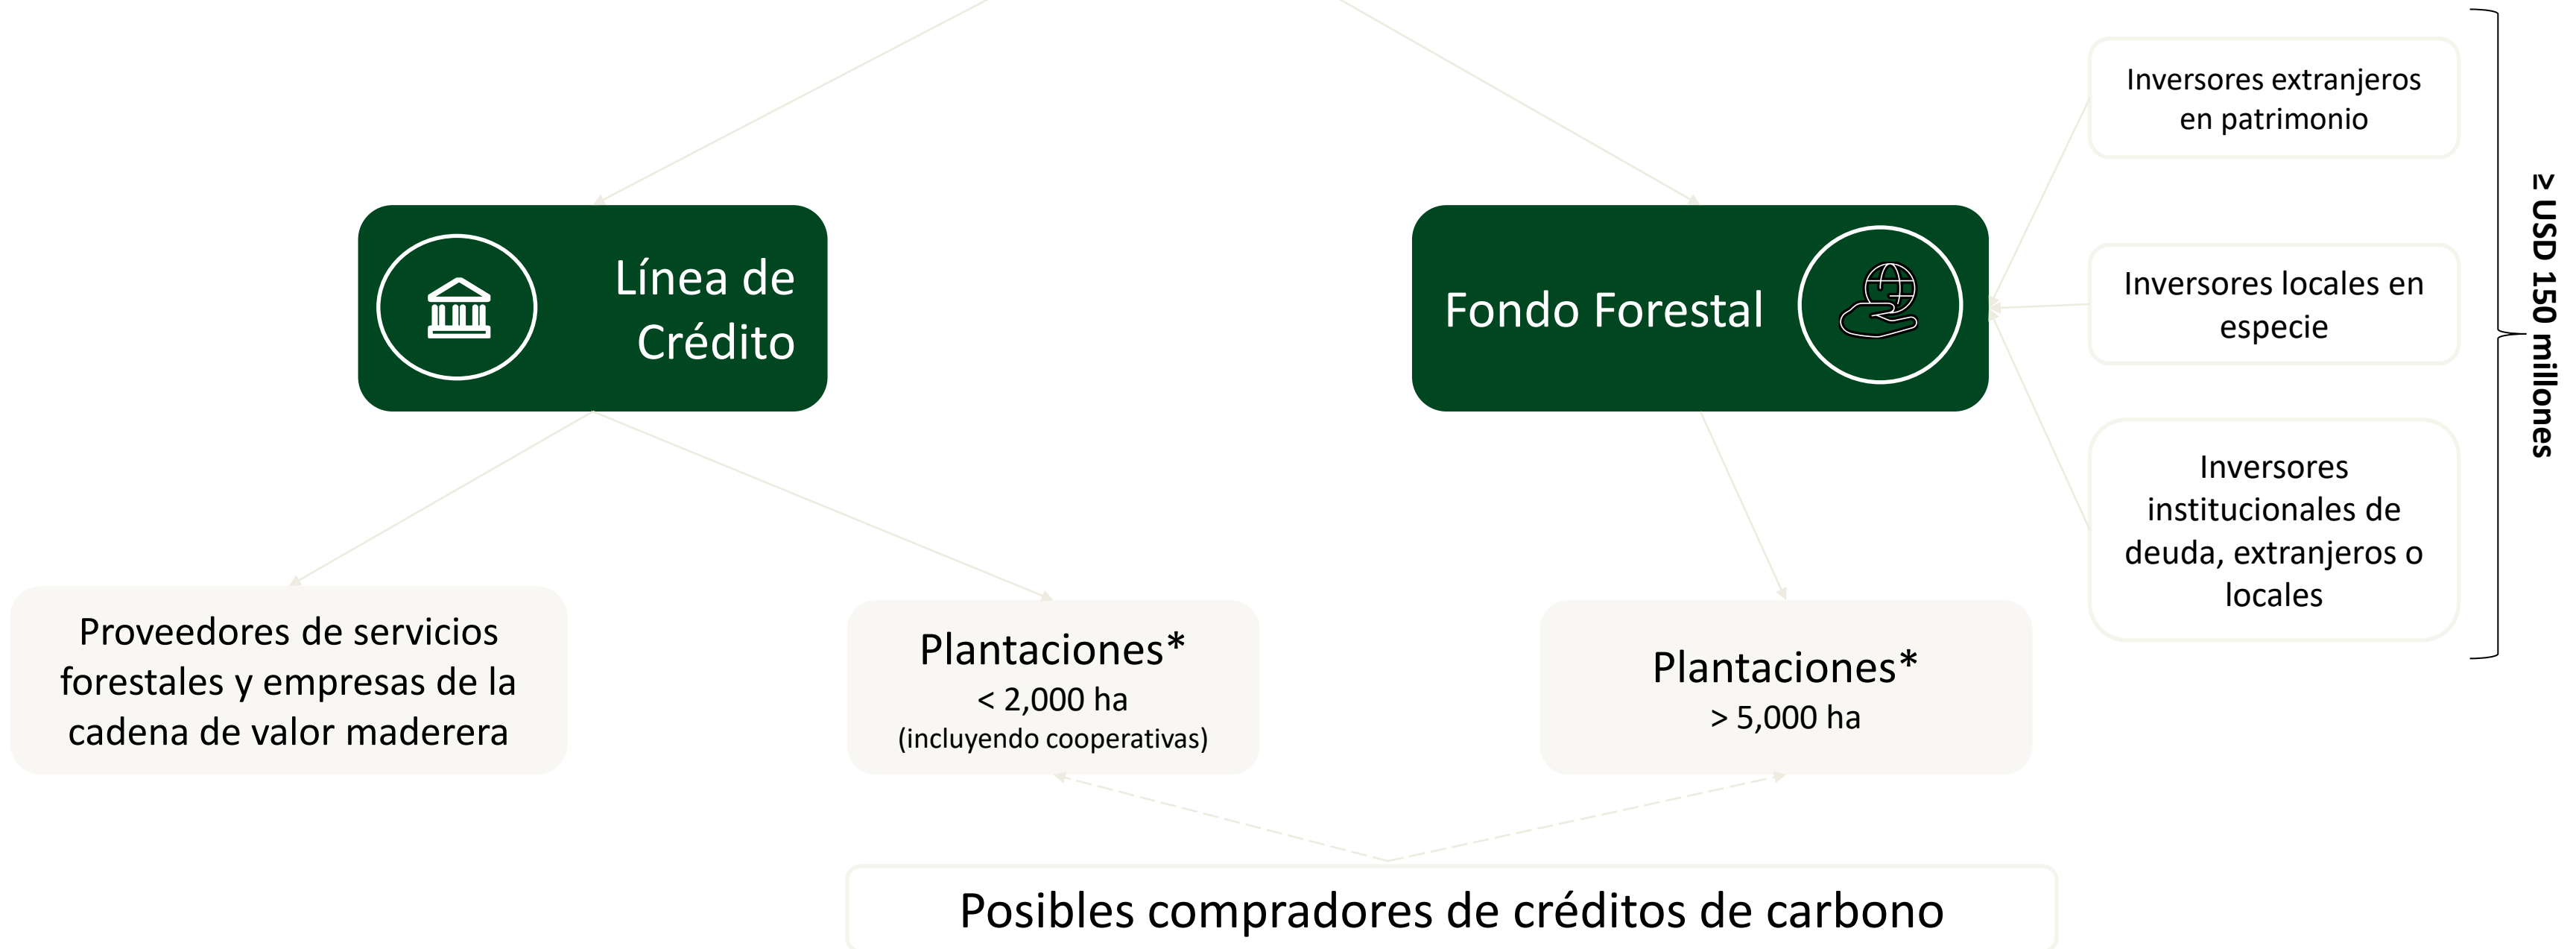 Inversores extranjeros
en patrimonio
Línea de
Crédito
Fondo Forestal
Inversores locales en
especie
≥ USD 150 millones
Inversores
institucionales de
deuda, extranjeros o
locales
Proveedores de servicios
forestales y empresas de la
cadena de valor maderera
Plantaciones*
< 2,000 ha
(incluyendo cooperativas)
Plantaciones*
> 5,000 ha
Posibles compradores de créditos de carbono